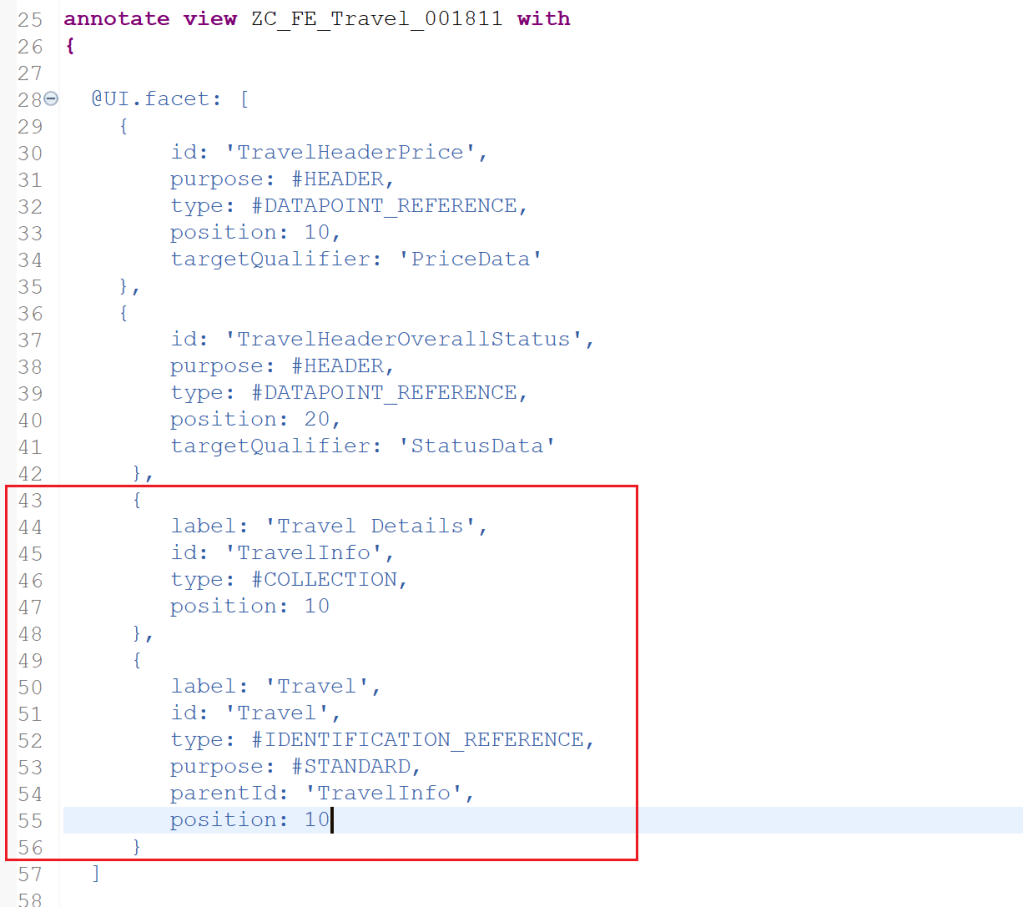 25 annotate view ZC_FE_Travel_001811 with
26 {
27
28 @UI.facet: [
29 {
30 id: 'TravelHeaderPrice',
31 purpose: #HEADER,
32 type: #DATAPOINT_REFERENCE,
33 position: 10,
34 targetQualifier: 'PriceData'
35 },
36 {
37 id: 'TravelHeaderOverallStatus',
38 purpose: #HEADER,
39 type: #DATAPOINT_REFERENCE,
40 position: 20,
41 targetQualifier: 'StatusData'
42 },
43 {
44 label: 'Travel Details',
45 id: 'TravelInfo',
46 type: #COLLECTION,
47 position: 10
48 },
49 {
50 label: 'Travel',
51 id: 'Travel',
52 type: #IDENTIFICATION_REFERENCE,
53 purpose: #STANDARD,
54 parentId: 'TravelInfo',
55 position: 10
56 }
57 ]
58